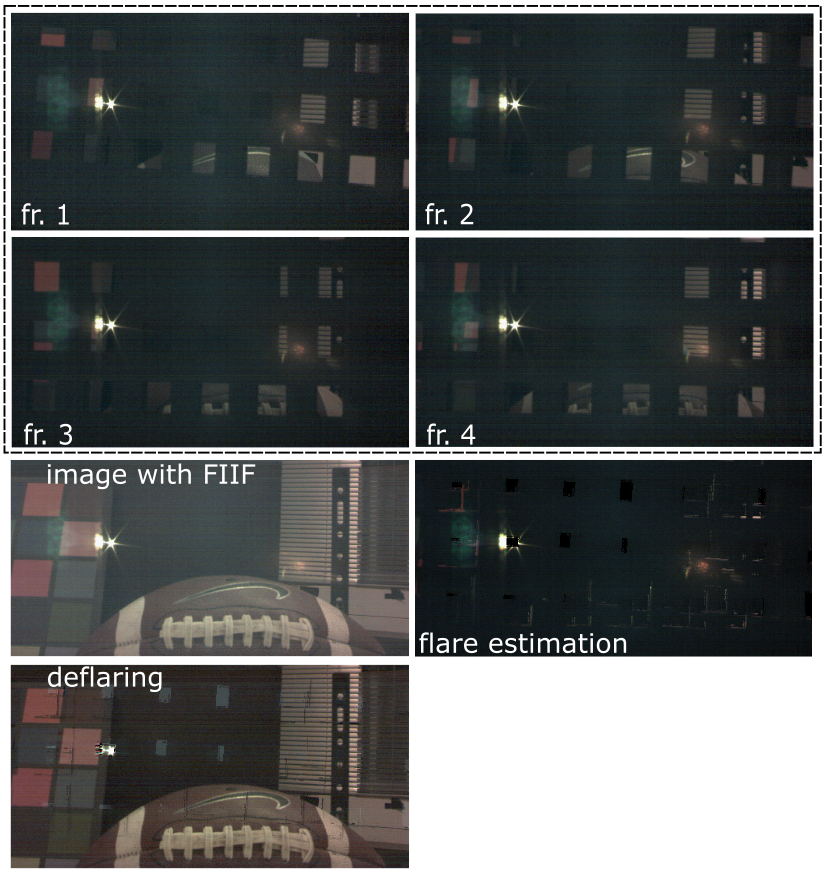 fr. 1
fr. 2
fr. 3
fr. 4
image with FIIF
flare estimation
deflaring